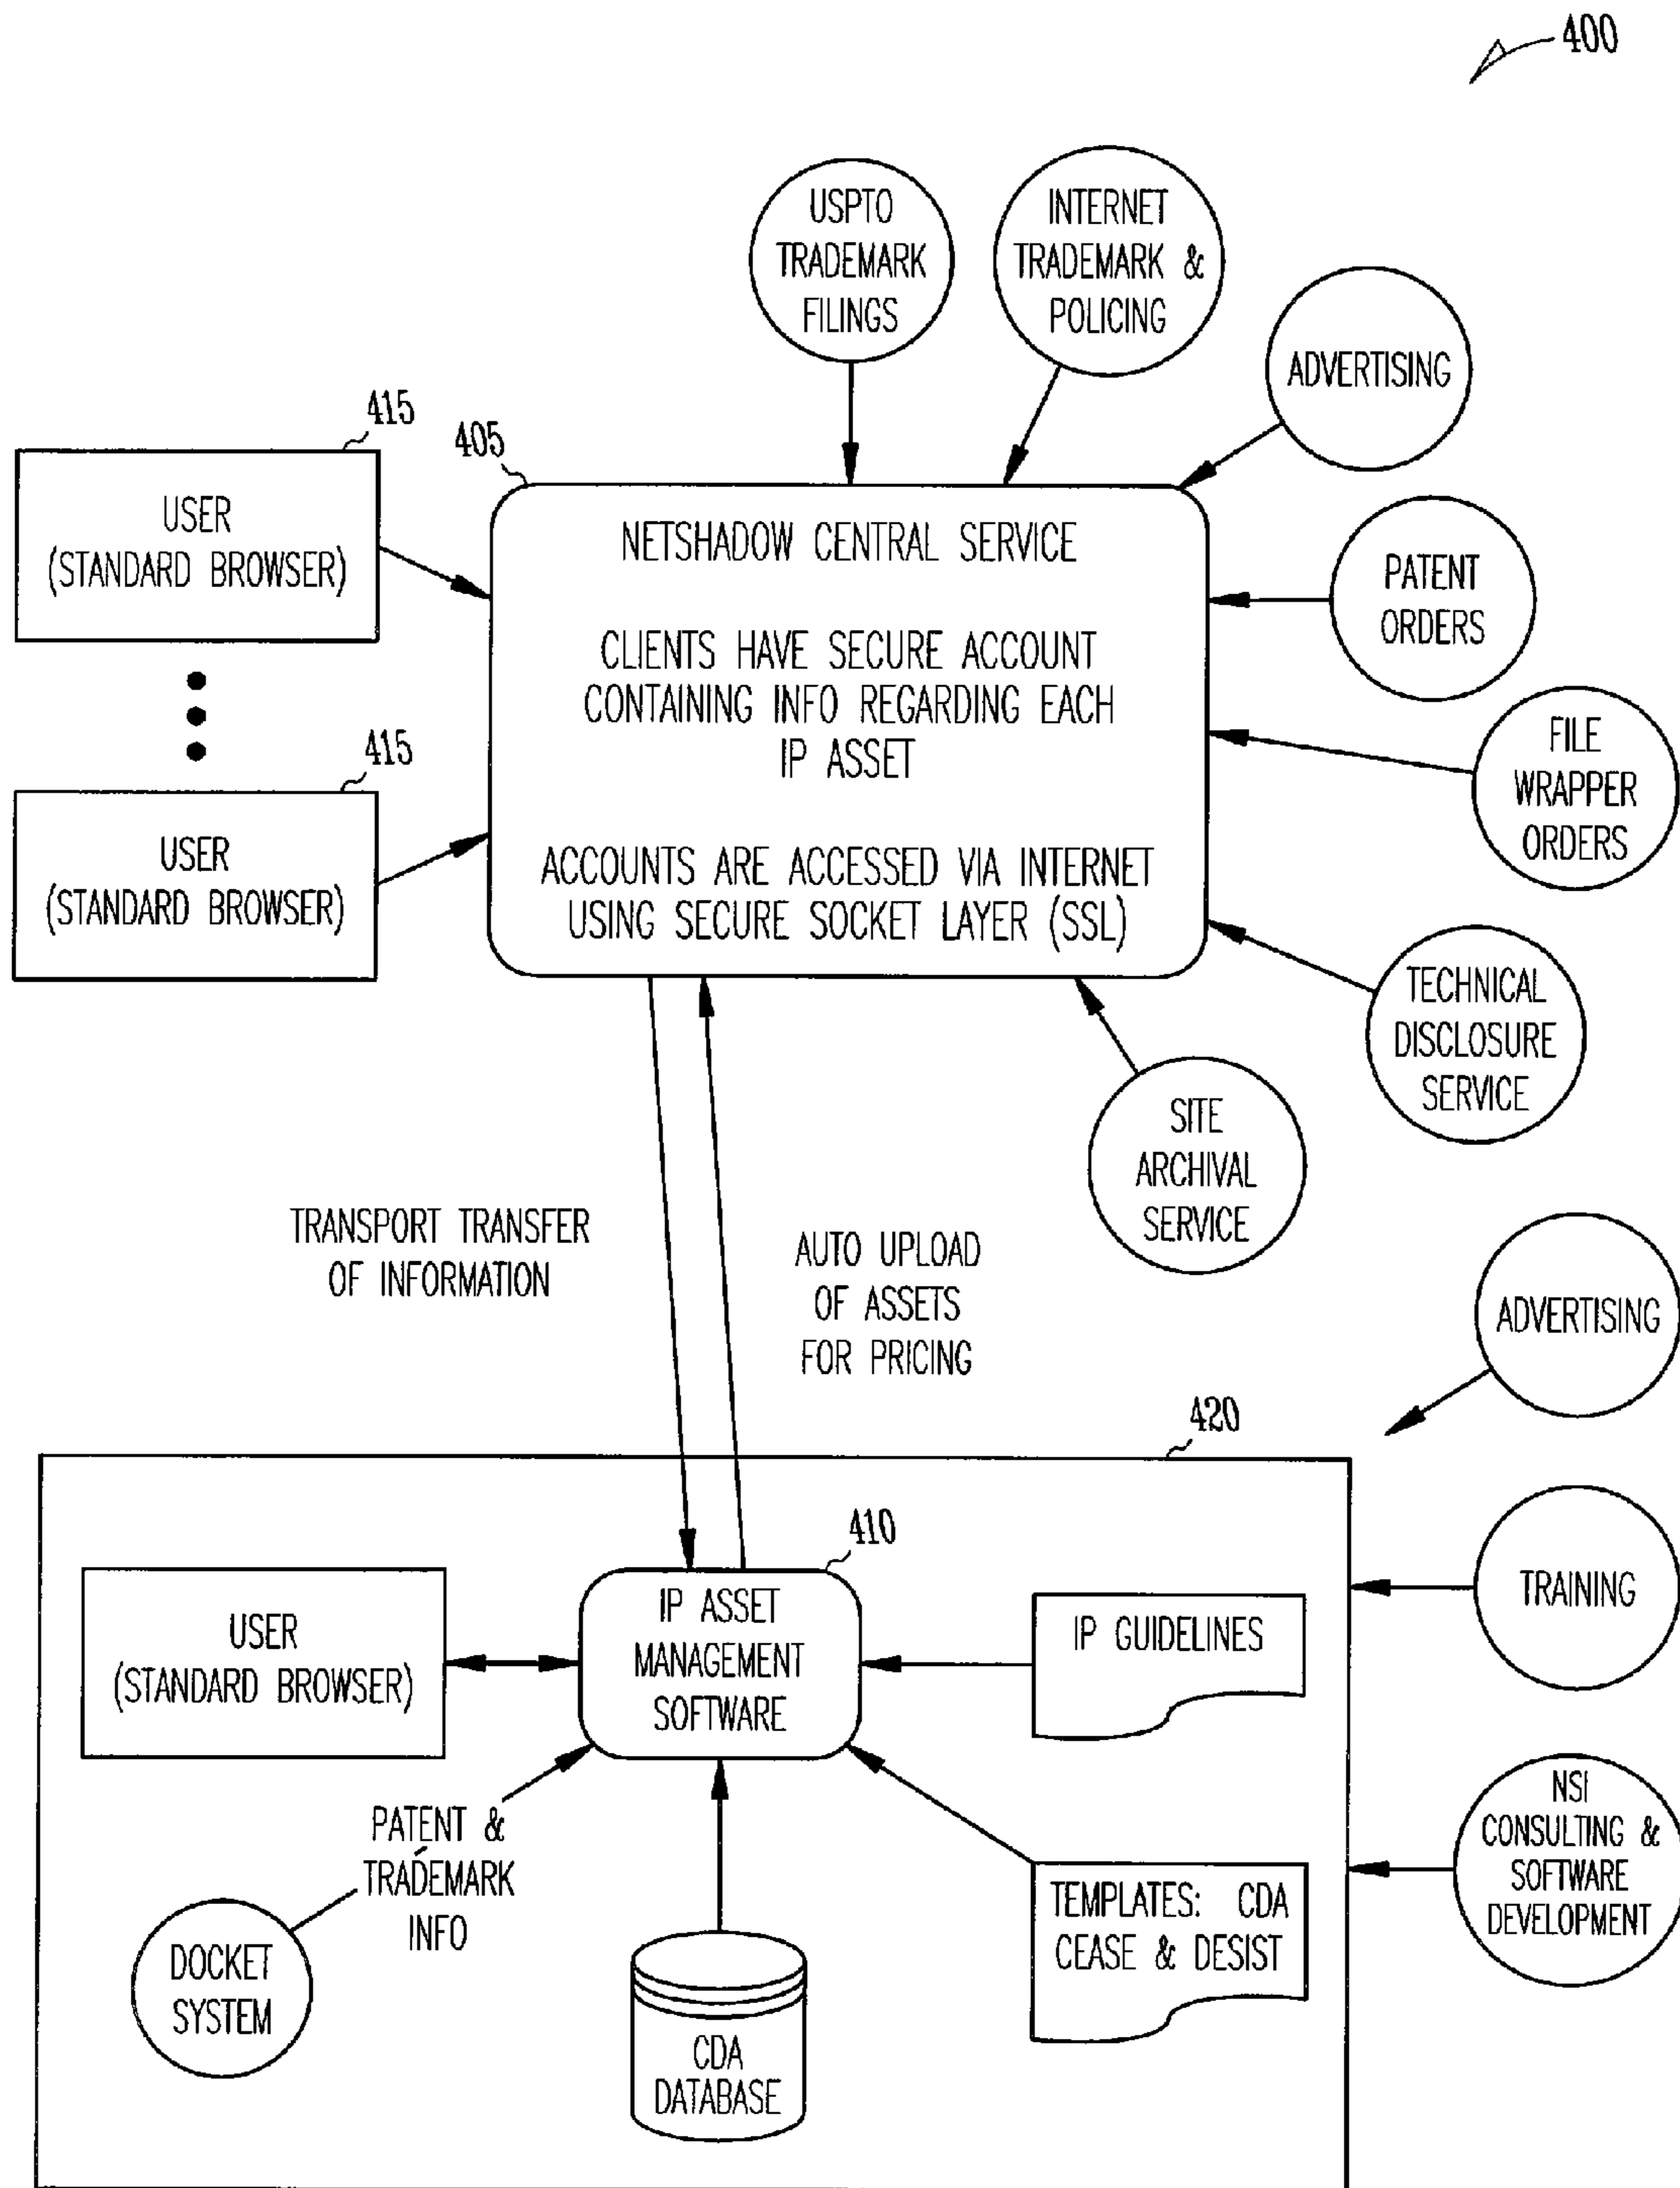 400
USPTO
TRADEMARK
FILINGS
INTERNET
TRADEMARK &
POLICING
ADVERTISING
415
USER
(STANDARD BROWSER)
415
USER
(STANDARD BROWSER)
405
NETSHADOW CENTRAL SERVICE
CLIENTS HAVE SECURE ACCOUNT
CONTAINING INFO REGARDING EACH
IP ASSET
ACCOUNTS ARE ACCESSED VIA INTERNET
USING SECURE SOCKET LAYER (SSL)
PATENT
ORDERS
FILE
WRAPPER
ORDERS
TECHNICAL
DISCLOSURE
SERVICE
SITE
ARCHIVAL
SERVICE
TRANSPORT TRANSFER
OF INFORMATION
AUTO UPLOAD
OF ASSETS
FOR PRICING
ADVERTISING
420
410
USER
(STANDARD BROWSER)
IP ASSET
MANAGEMENT
SOFTWARE
IP GUIDELINES
TRAINING
PATENT &
TRADEMARK
INFO
DOCKET
SYSTEM
CDA
DATABASE
TEMPLATES: CDA
CEASE & DESIST
NSI
CONSULTING &
SOFTWARE
DEVELOPMENT